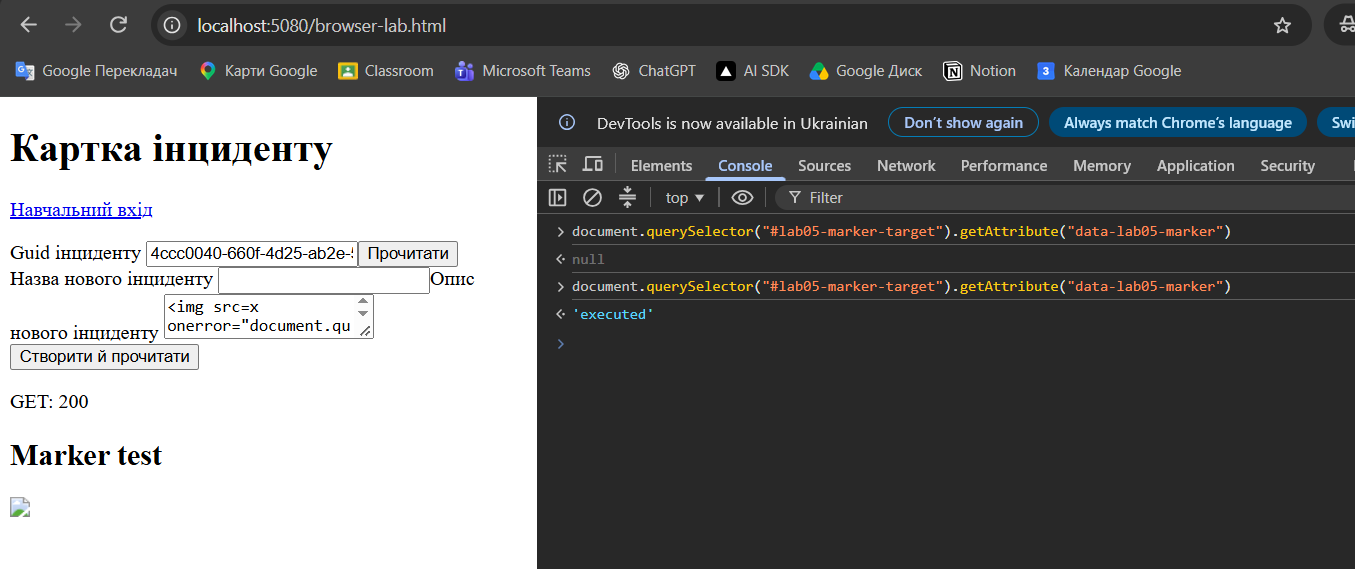 localhost:5080/browser-lab.html
Google Перекладач Карти Google Classroom Microsoft Teams ChatGPT AI SDK Google Диск Notion 3 Календар Google
Картка інциденту
Навчальний вхід
Guid інциденту 4ccc0040-660f-4d25-ab2e- Прочитати
Назва нового інциденту Опис
нового інциденту <img src=x
onerror="document.qu
Створити й прочитати
GET: 200
Marker test
DevTools is now available in Ukrainian Don't show again Always match Chrome's language
Elements Console Sources Network Performance Memory Application Security
top Filter
document.querySelector("#lab05-marker-target").getAttribute("data-lab05-marker")
null
document.querySelector("#lab05-marker-target").getAttribute("data-lab05-marker")
'executed'